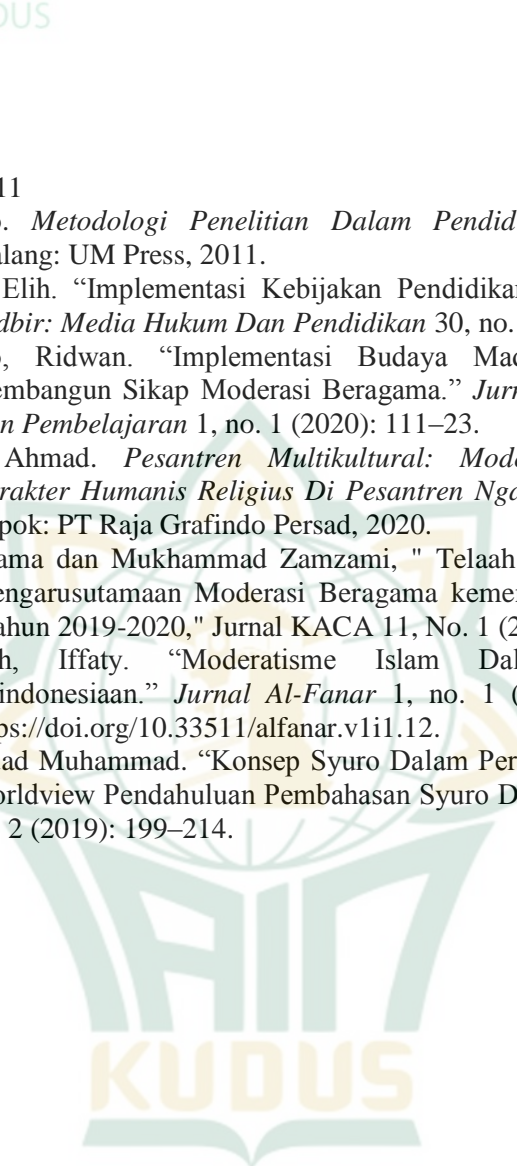 DUS
11
. Metodologi Penelitian Dalam Pendid
alang: UM Press, 2011.
Elih. “Implementasi Kebijakan Pendidikan
dbir: Media Hukum Dan Pendidikan 30, no.
, Ridwan. “Implementasi Budaya Mad
embangun Sikap Moderasi Beragama.” Jurn
n Pembelajaran 1, no. 1 (2020): 111–23.
Ahmad. Pesantren Multikultural: Mode
arakter Humanis Religius Di Pesantren Nga
pok: PT Raja Grafindo Persad, 2020.
ama dan Mukhammad Zamzami, " Telaah
engarusutamaan Moderasi Beragama kemen
ahun 2019-2020," Jurnal KACA 11, No. 1 (2
h, Iffaty. “Moderatisme Islam Dal
indonesiaan.” Jurnal Al-Fanar 1, no. 1 (
ps://doi.org/10.33511/alfanar.v1i1.12.
ad Muhammad. “Konsep Syuro Dalam Per
orldview Pendahuluan Pembahasan Syuro D
2 (2019): 199–214.
IAIN
KUDUS